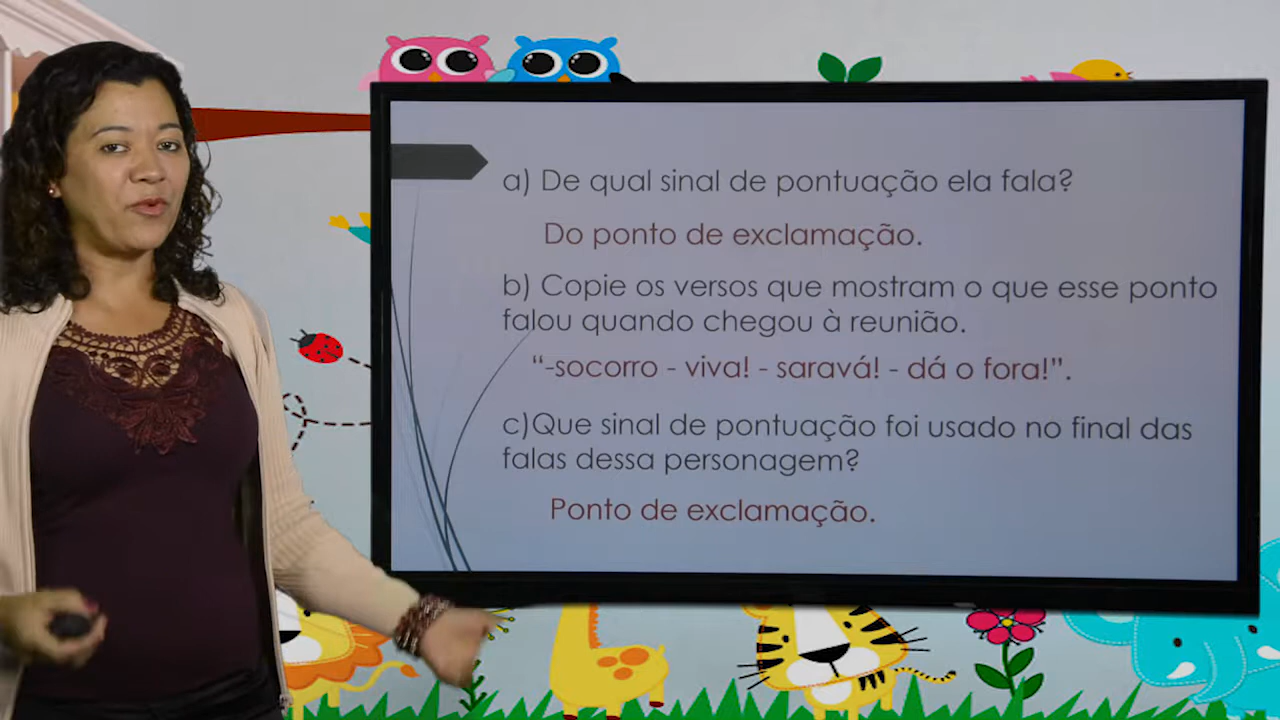 a) De qual sinal de pontuação ela fala?
Do ponto de exclamação.
b) Copie os versos que mostram o que esse ponto
falou quando chegou à reunião.
“-socorro - viva! - saravá! - dá o fora!”.
c)Que sinal de pontuação foi usado no final das
falas dessa personagem?
Ponto de exclamação.